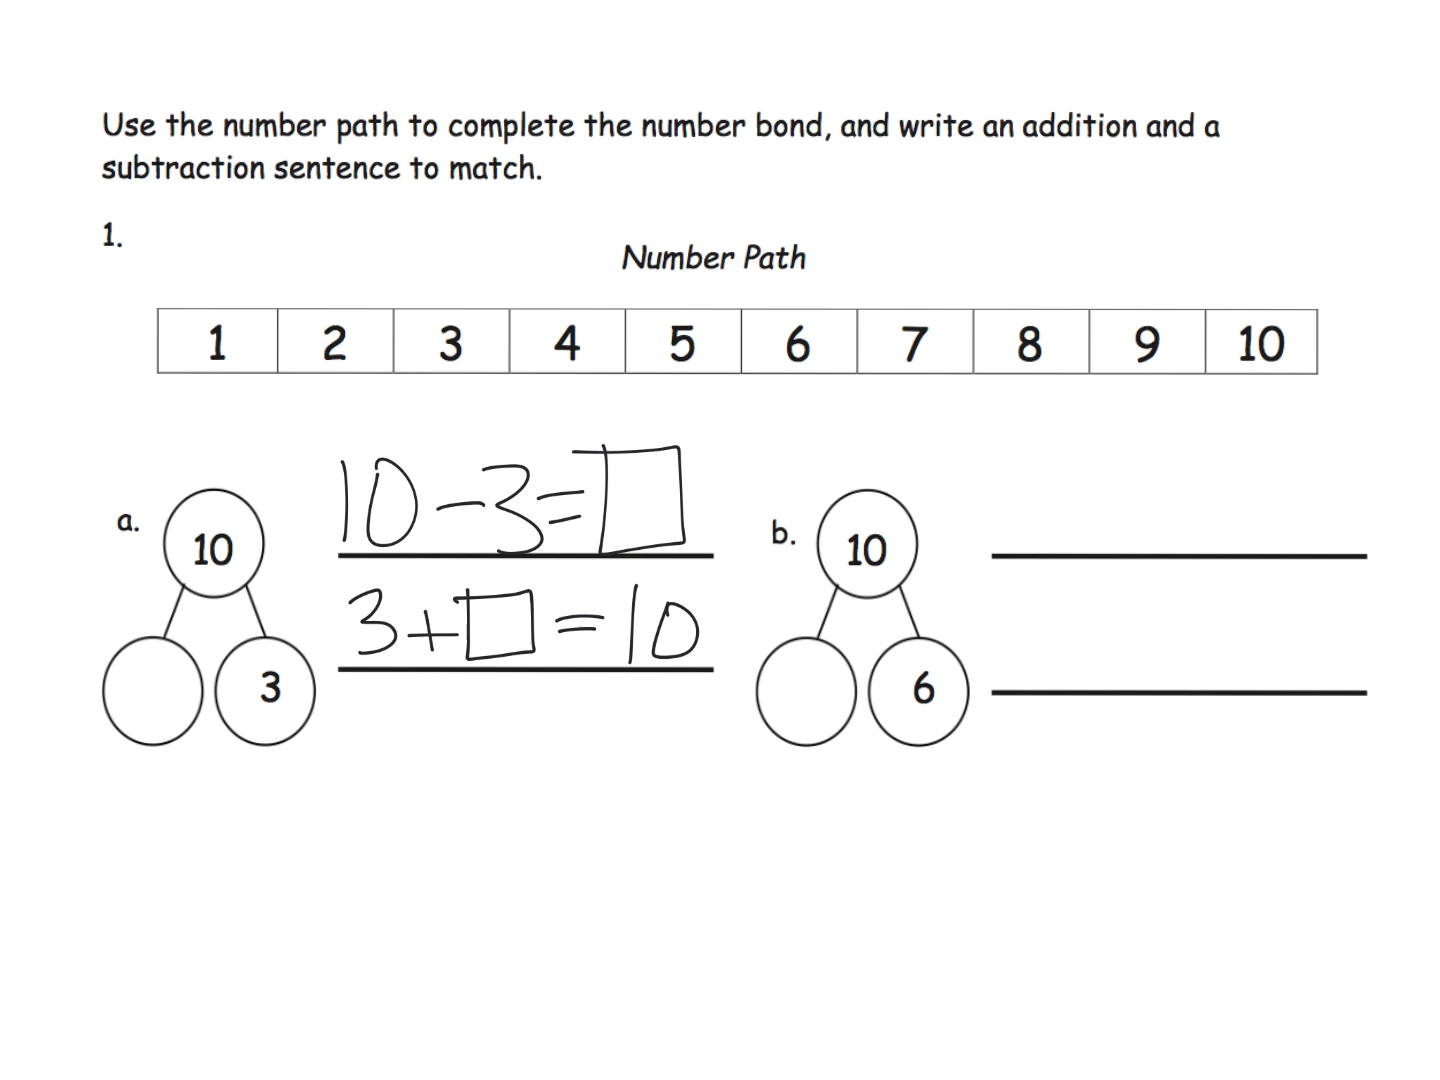 Use the number path to complete the number bond, and write an addition and a
subtraction sentence to match.
1.
Number Path
1 2 3 4 5 6 7 8 9 10
a.
10
3
10 - 3 = □
3 + □ = 10
b.
10
6